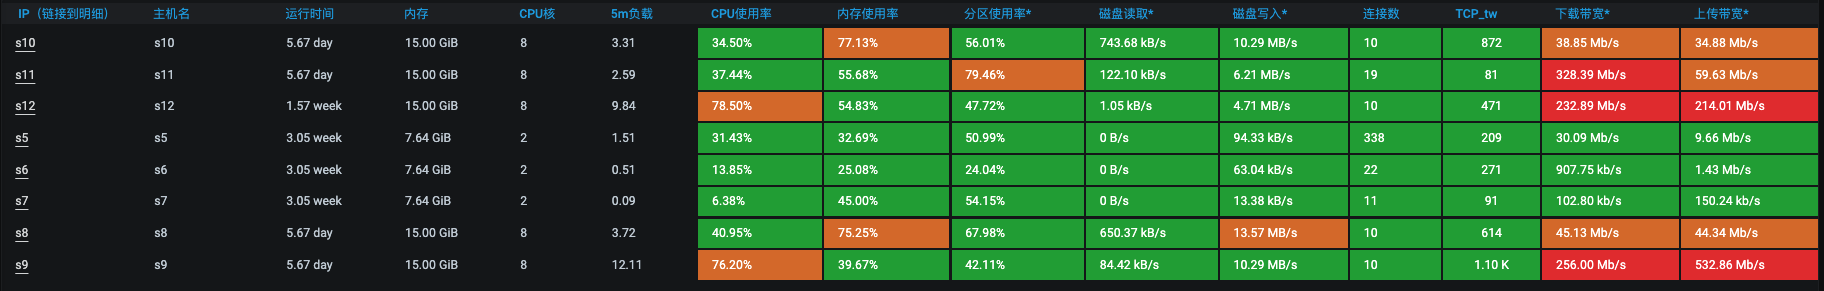 IP（链接到明细） 主机名 运行时间 内存 CPU核 5m负载 CPU使用率 内存使用率 分区使用率* 磁盘读取* 磁盘写入* 连接数 TCP_tw 下载带宽* 上传带宽*
s10 s10 5.67 day 15.00 GiB 8 3.31 34.50% 77.13% 56.01% 743.68 kB/s 10.29 MB/s 10 872 38.85 Mb/s 34.88 Mb/s
s11 s11 5.67 day 15.00 GiB 8 2.59 37.44% 55.68% 79.46% 122.10 kB/s 6.21 MB/s 19 81 328.39 Mb/s 59.63 Mb/s
s12 s12 1.57 week 15.00 GiB 8 9.84 78.50% 54.83% 47.72% 1.05 kB/s 4.71 MB/s 10 471 232.89 Mb/s 214.01 Mb/s
s5 s5 3.05 week 7.64 GiB 2 1.51 31.43% 32.69% 50.99% 0 B/s 94.33 kB/s 338 209 30.09 Mb/s 9.66 Mb/s
s6 s6 3.05 week 7.64 GiB 2 0.51 13.85% 25.08% 24.04% 0 B/s 63.04 kB/s 22 271 907.75 kb/s 1.43 Mb/s
s7 s7 3.05 week 7.64 GiB 2 0.09 6.38% 45.00% 54.15% 0 B/s 13.38 kB/s 11 91 102.80 kb/s 150.24 kb/s
s8 s8 5.67 day 15.00 GiB 8 3.72 40.95% 75.25% 67.98% 650.37 kB/s 13.57 MB/s 10 614 45.13 Mb/s 44.34 Mb/s
s9 s9 5.67 day 15.00 GiB 8 12.11 76.20% 39.67% 42.11% 84.42 kB/s 10.29 MB/s 10 1.10 K 256.00 Mb/s 532.86 Mb/s